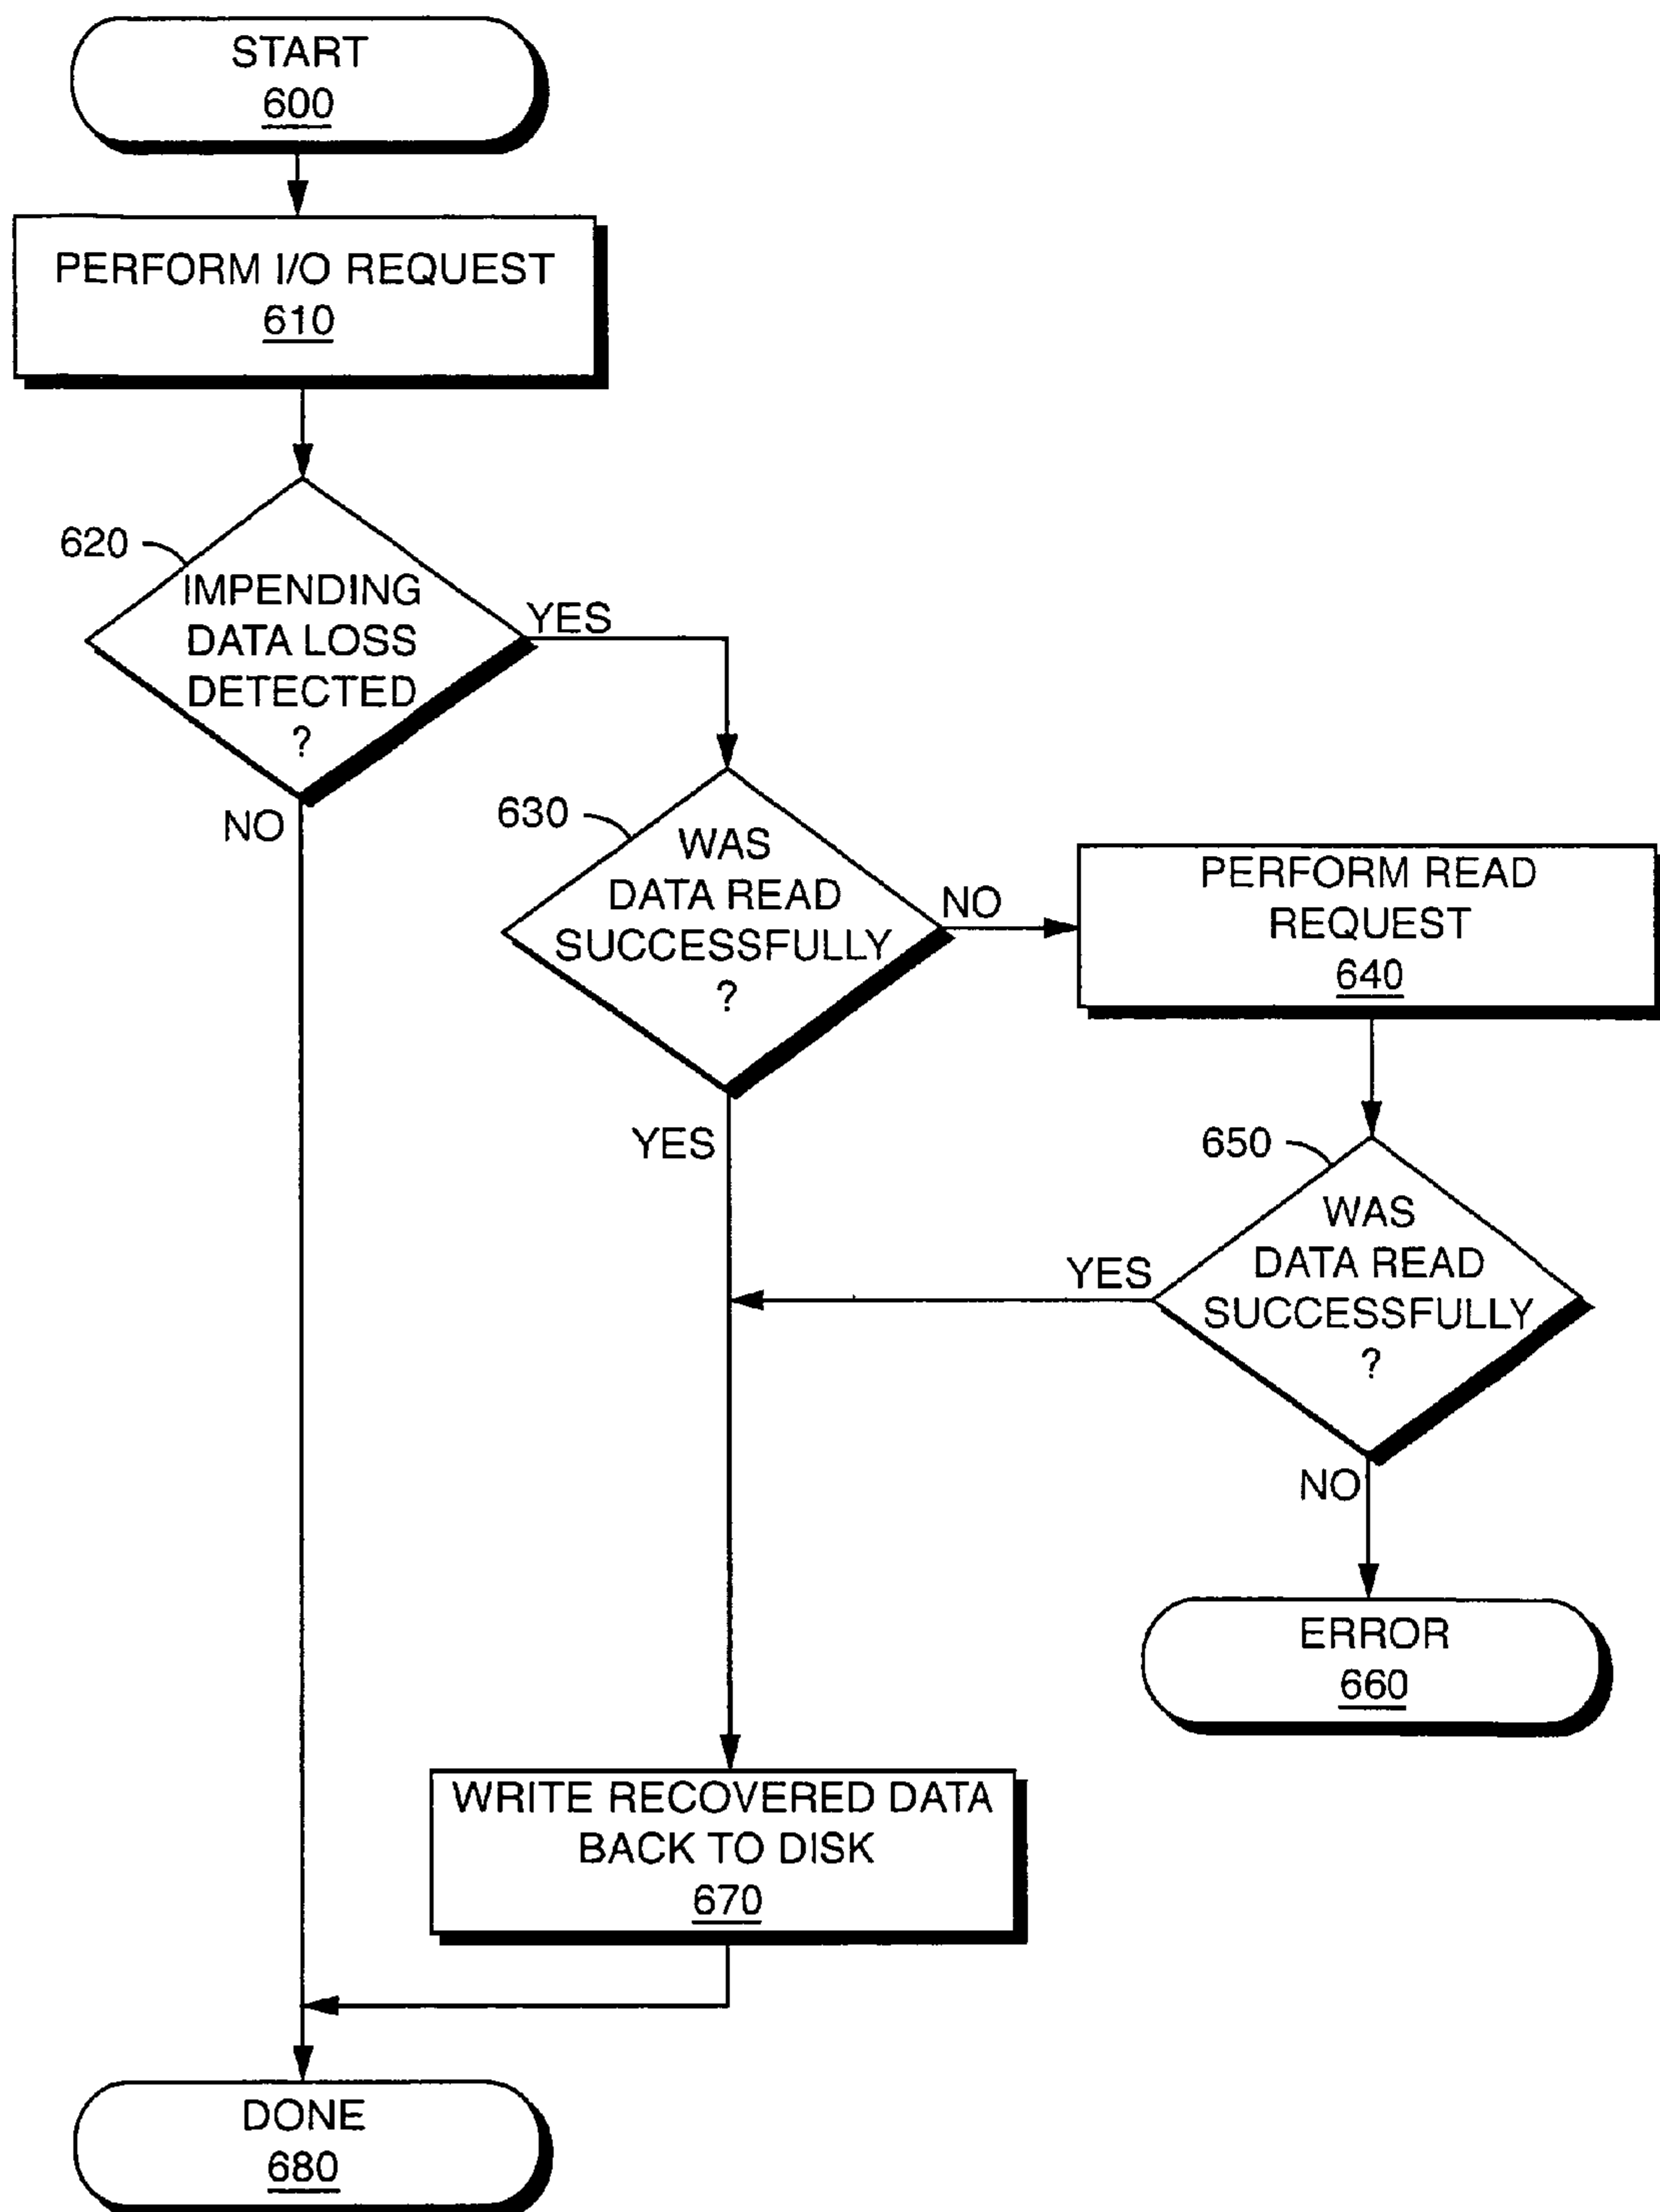 START
600
PERFORM I/O REQUEST
610
620
IMPENDING
DATA LOSS
DETECTED
?
YES
NO
630
WAS
DATA READ
SUCCESSFULLY
?
NO
YES
PERFORM READ
REQUEST
640
650
WAS
DATA READ
SUCCESSFULLY
?
YES
NO
ERROR
660
WRITE RECOVERED DATA
BACK TO DISK
670
DONE
680